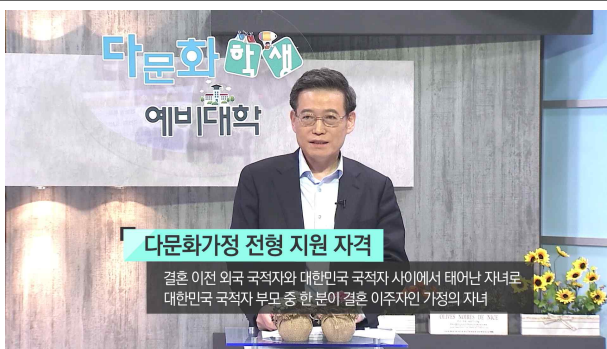 다문화 학생
예비대학
다문화가정 전형 지원 자격
결혼 이전 외국 국적자와 대한민국 국적자 사이에서 태어난 자녀로
대한민국 국적자 부모 중 한 분이 결혼 이주자인 가정의 자녀